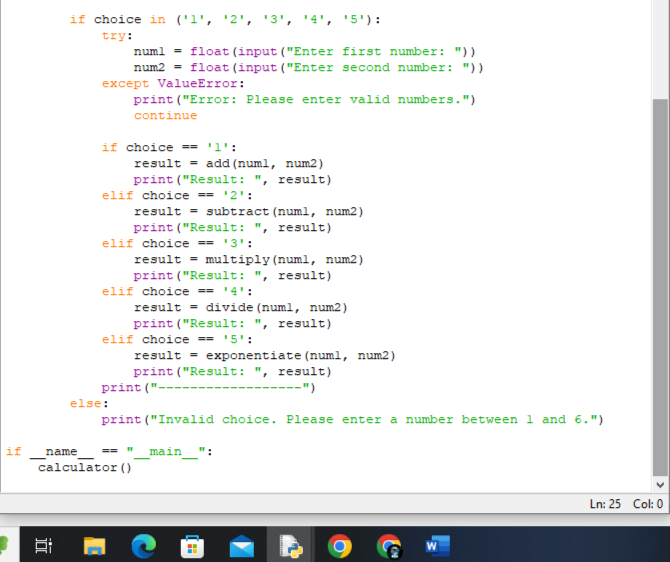 if choice in ('1', '2', '3', '4', '5'):
try:
num1 = float(input("Enter first number: "))
num2 = float(input("Enter second number: "))
except ValueError:
print("Error: Please enter valid numbers.")
continue
if choice == '1':
result = add(num1, num2)
print("Result: ", result)
elif choice == '2':
result = subtract(num1, num2)
print("Result: ", result)
elif choice == '3':
result = multiply(num1, num2)
print("Result: ", result)
elif choice == '4':
result = divide(num1, num2)
print("Result: ", result)
elif choice == '5':
result = exponentiate(num1, num2)
print("Result: ", result)
print("------------------")
else:
print("Invalid choice. Please enter a number between 1 and 6.")
if __name__ == "__main__":
calculator()
Ln: 25 Col: 0
W